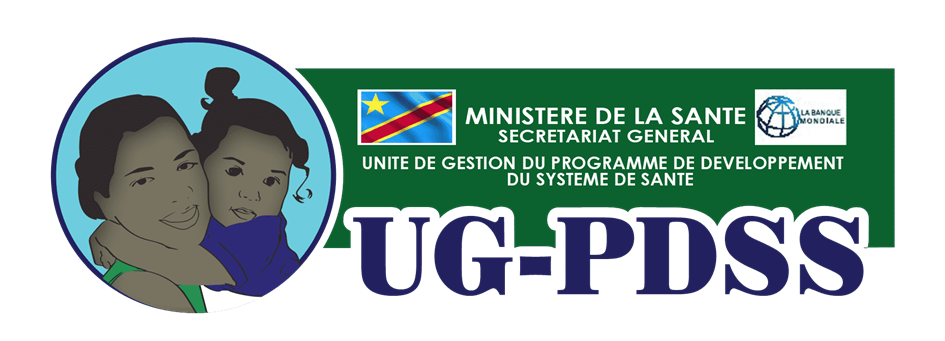 MINISTERE DE LA SANTE
SECRETARIAT GENERAL
LA BANQUE
MONDIALE
UNITE DE GESTION DU PROGRAMME DE DEVELOPPEMENT
DU SYSTEME DE SANTE
UG-PDSS